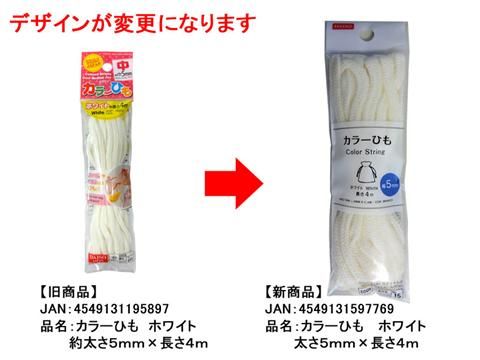 デザインが変更になります
中
カラーひも
ホワイト
White
DAISO
カラーひも
Color String
ホワイト White
長さ4m
5mm
【旧商品】
JAN:4549131195897
品名:カラーひも ホワイト
約太さ5mm×長さ4m
【新商品】
JAN:4549131597769
品名:カラーひも ホワイト
太さ5mm×長さ4m